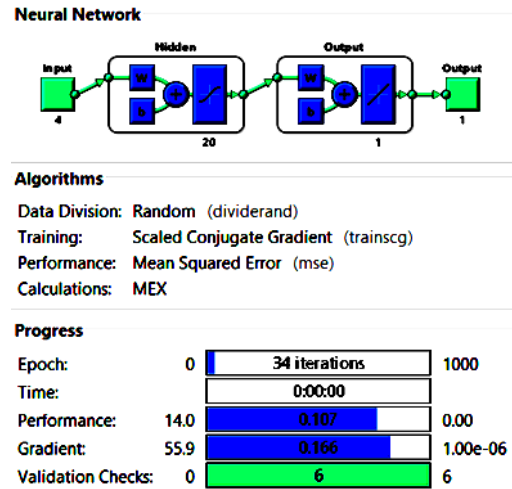 Neural Network
Hidden Output
Input Output
W W
b b
4 1
20 1
Algorithms
Data Division: Random (dividerand)
Training: Scaled Conjugate Gradient (trainscg)
Performance: Mean Squared Error (mse)
Calculations: MEX
Progress
Epoch: 0 34 iterations 1000
Time: 0:00:00
Performance: 14.0 0.107 0.00
Gradient: 55.9 0.166 1.00e-06
Validation Checks: 0 6 6